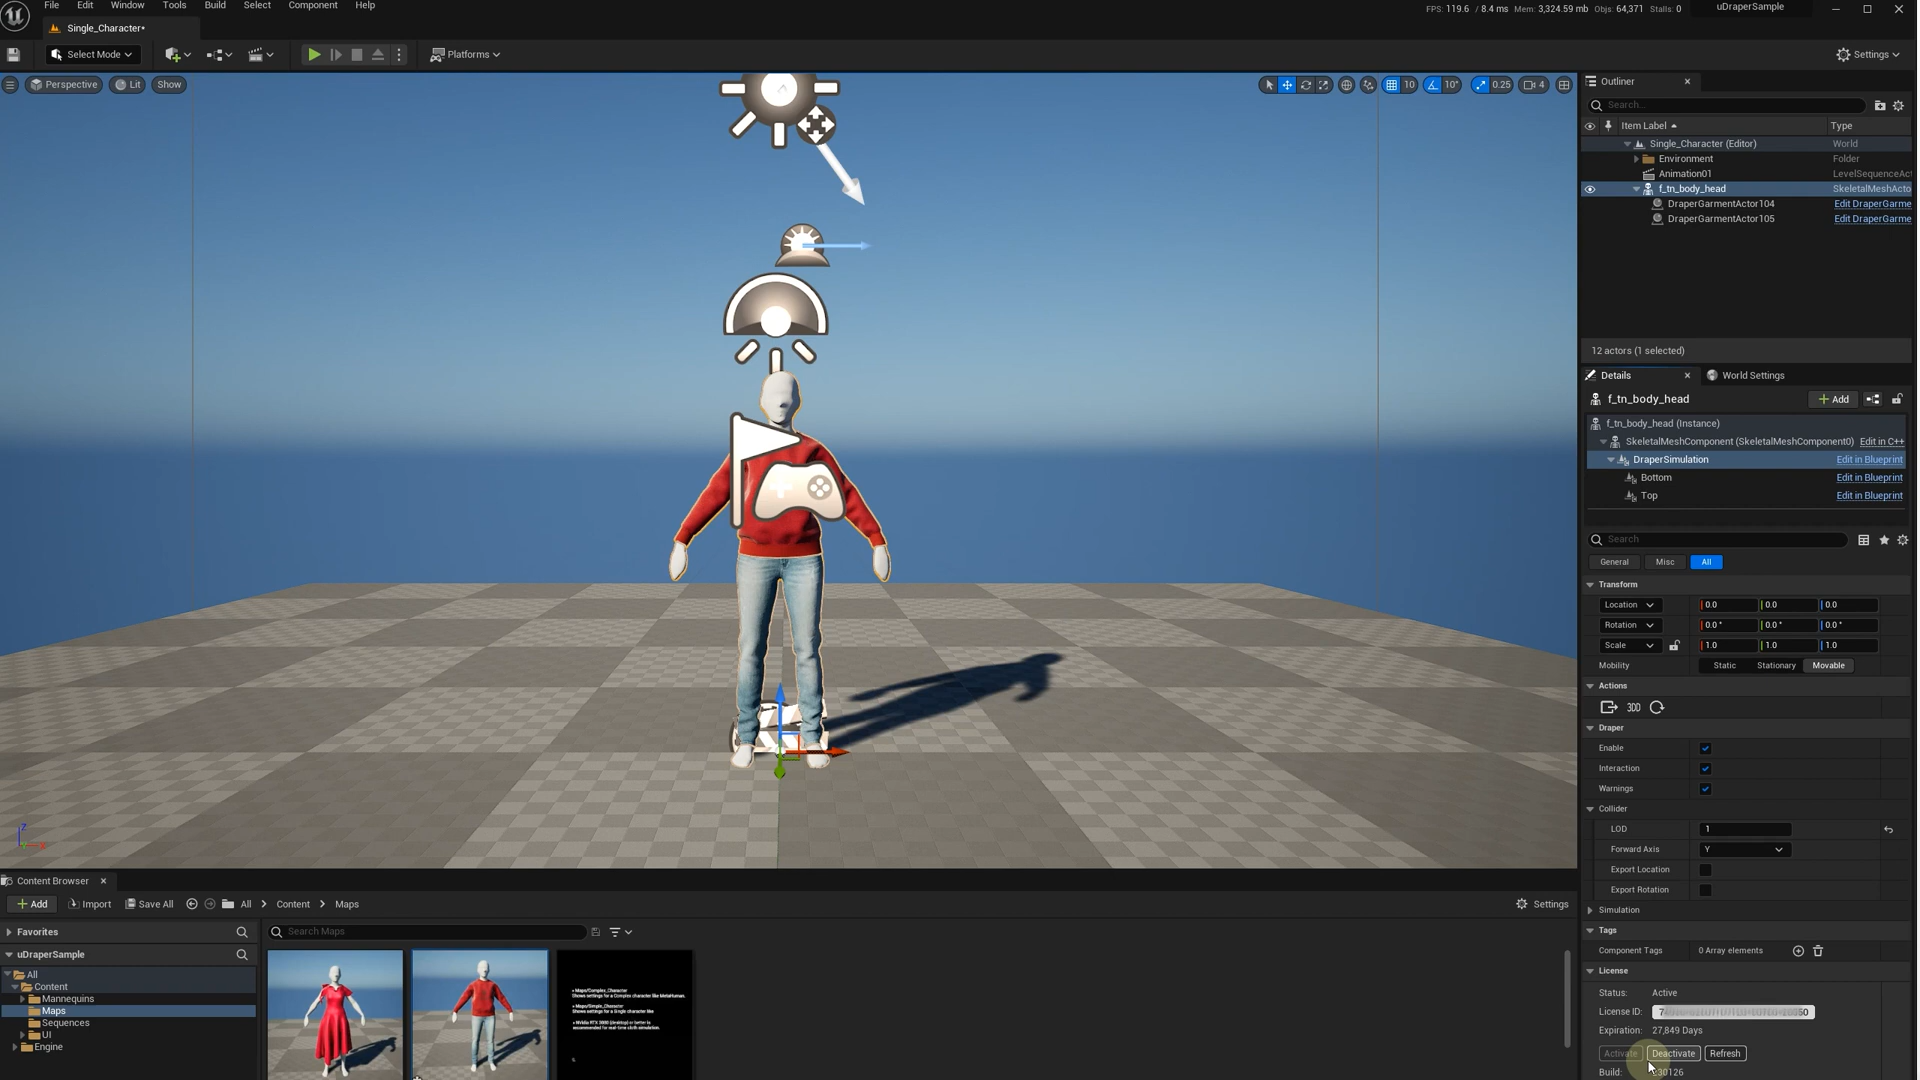 File Edit Window Tools Build Select Component Help
FPS: 119.6 / 8.4 ms Mem: 3,324.59 mb Objs: 64,371 Stalls: 0
uDraperSample
Single_Character*
Select Mode
Platforms
Settings
Perspective Lit Show
10 10° 0.25 4
Outliner
Search...
Item Label Type
Single_Character (Editor) World
Environment Folder
Animation01 LevelSequenceAct
f_tn_body_head SkeletalMeshActo
DraperGarmentActor104 Edit DraperGarme
DraperGarmentActor105 Edit DraperGarme
12 actors (1 selected)
Details World Settings
f_tn_body_head
Add
f_tn_body_head (Instance)
SkeletalMeshComponent (SkeletalMeshComponent0) Edit in C++
DraperSimulation Edit in Blueprint
Bottom Edit in Blueprint
Top Edit in Blueprint
Search
General Misc All
Transform
Location 0.0 0.0 0.0
Rotation 0.0° 0.0° 0.0°
Scale 1.0 1.0 1.0
Mobility Static Stationary Movable
Actions
3DD
Draper
Enable
Interaction
Warnings
Collider
LOD 1
Forward Axis Y
Export Location
Export Rotation
Simulation
Tags
Component Tags 0 Array elements
License
Status: Active
License ID:
Expiration: 27,849 Days
Activate Deactivate Refresh
Build:
Z
X
Content Browser
Add Import Save All All Content Maps
Settings
Favorites
Search Maps
uDraperSample
All
Content
Mannequins
Maps
Sequences
UI
Engine